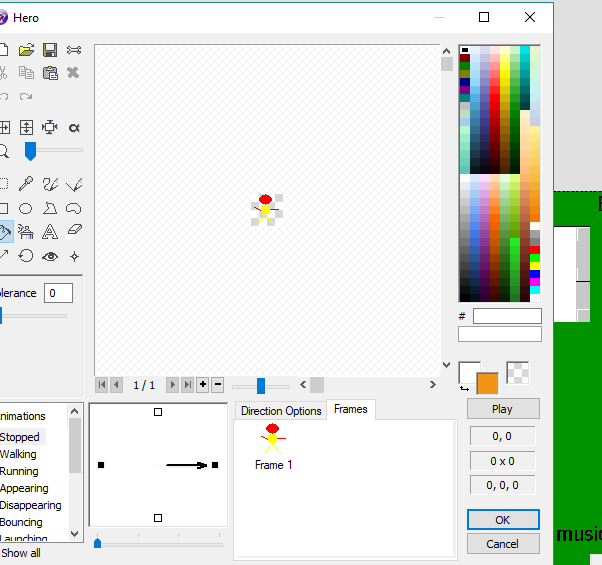 Hero
olerance
0
#
1 / 1
Direction Options
Frames
Play
0, 0
0 x 0
0, 0, 0
OK
Cancel
nimations
Stopped
Walking
Running
Appearing
Disappearing
Bouncing
Launching
Show all
Frame 1
music